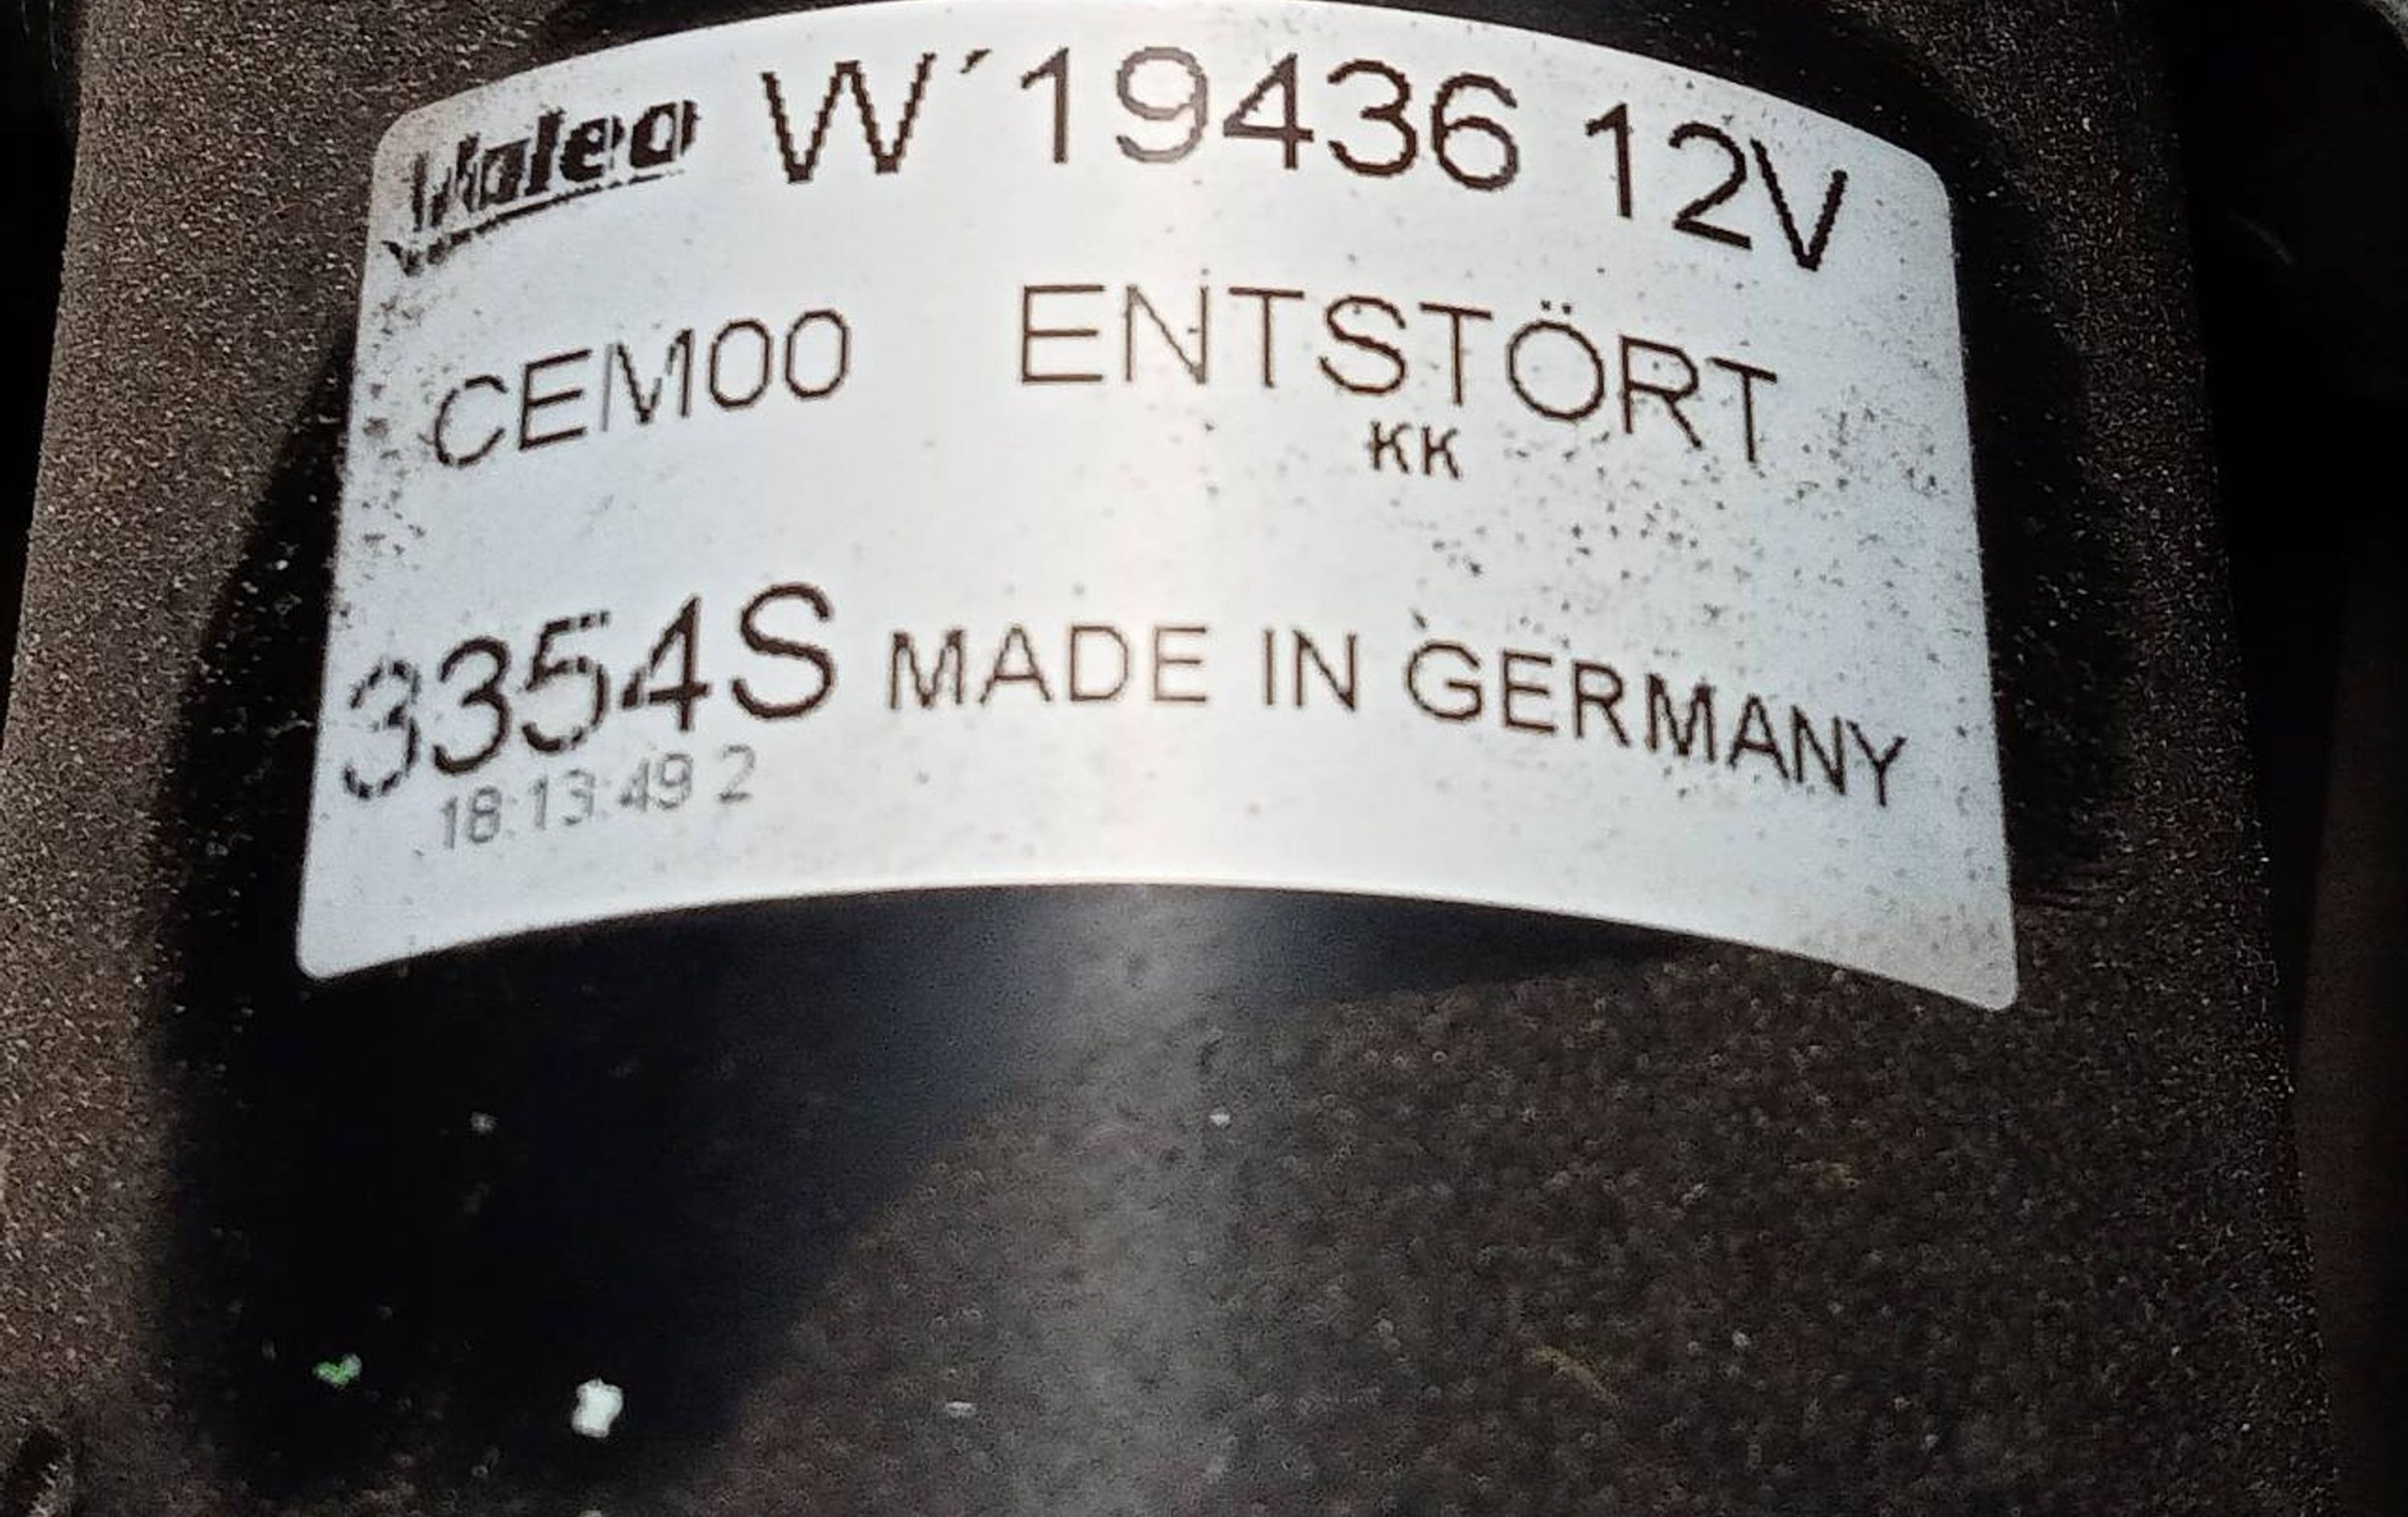 Valeo W´19436 12V
CEM00 ENTSTÖRT
KK
3354S MADE IN GERMANY
18:13:49 2